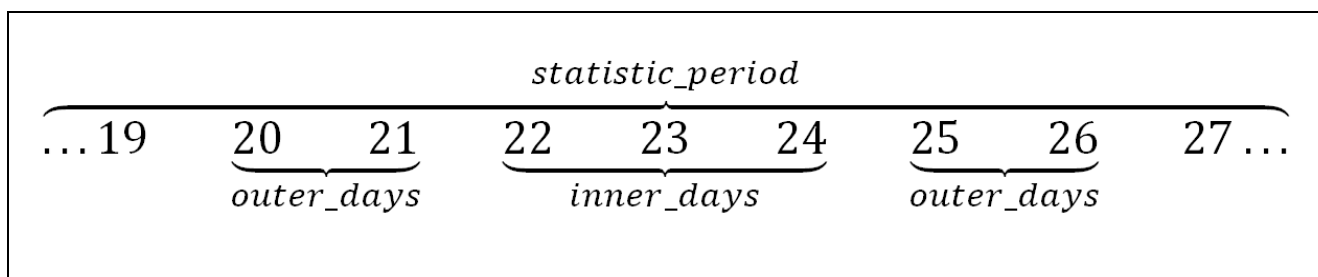 statistic_period
...19 20 21 22 23 24 25 26 27...
outer_days inner_days outer_days